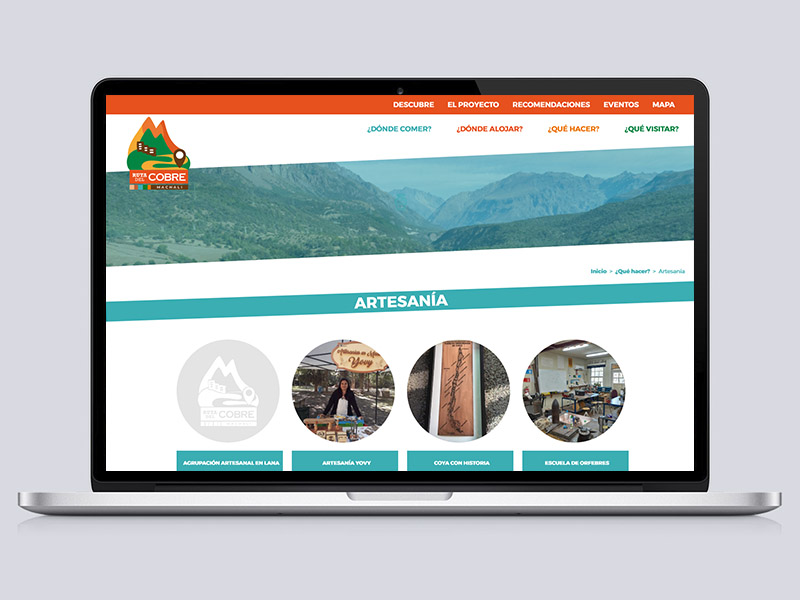 DESCUBRE EL PROYECTO RECOMENDACIONES EVENTOS MAPA
¿DÓNDE COMER? ¿DÓNDE ALOJAR? ¿QUÉ HACER? ¿QUÉ VISITAR?
RUTA
DEL COBRE
MACHALÍ
Inicio > ¿Qué hacer? > Artesanía
ARTESANÍA
Yovy
RUTA
DEL COBRE
AGRUPACIÓN ARTESANAL EN LANA
ARTESANÍA YOVY
COYA CON HISTORIA
ESCUELA DE ORFEBRES